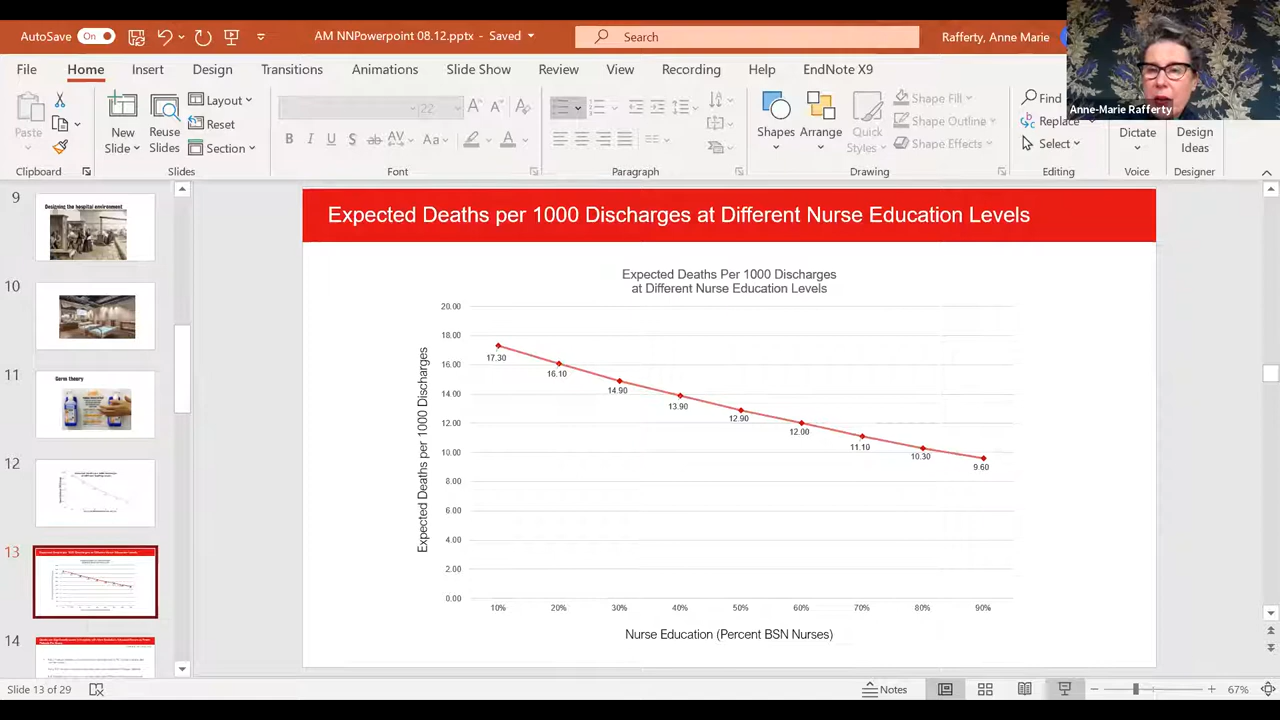 AutoSave On AM NNPowerpoint 08.12.pptx - Saved Search Rafferty, Anne Marie
File Home Insert Design Transitions Animations Slide Show Review View Recording Help EndNote X9
Anne-Marie Rafferty
Paste
New Slide
Reuse Slides
Layout
Reset
Section
22
B I U S AV Aa A
Shapes
Arrange
Quick Styles
Shape Fill
Shape Outline
Shape Effects
Find
Replace
Select
Dictate
Design Ideas
Clipboard Slides Font Paragraph Drawing Editing Voice Designer
9
Designing the hospital environment
10
11
Germ theory
12
13
14
Expected Deaths per 1000 Discharges at Different Nurse Education Levels
Expected Deaths Per 1000 Discharges
at Different Nurse Education Levels
Expected Deaths per 1000 Discharges
20.00
18.00
16.00
14.00
12.00
10.00
8.00
6.00
4.00
2.00
0.00
17.30
16.10
14.90
13.90
12.90
12.00
11.10
10.30
9.60
10% 20% 30% 40% 50% 60% 70% 80% 90%
Nurse Education (Percent BSN Nurses)
Slide 13 of 29 Notes 67%